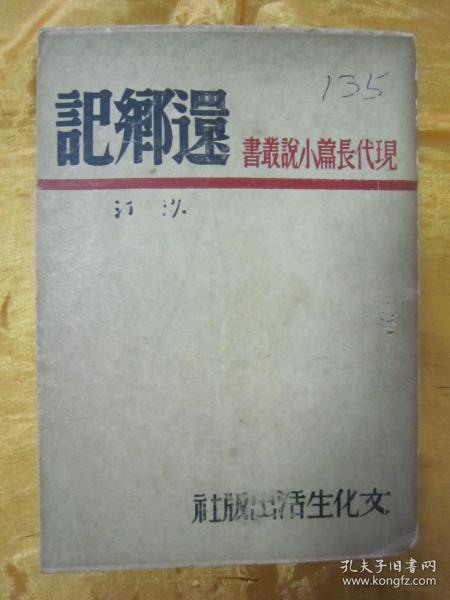 135
還鄉記
現代長篇小說叢書
沙汀
文化生活出版社
孔夫子旧书网
www.kongfz.com